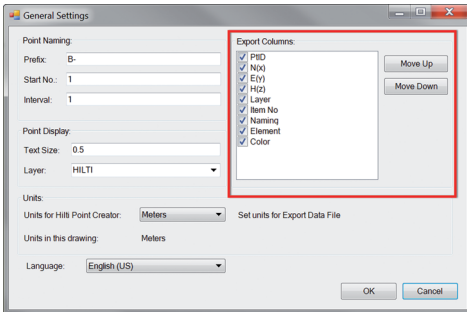 General Settings
Point Naming:
Prefix: B-
Start No.: 1
Interval: 1
Point Display:
Text Size: 0.5
Layer: HILTI
Export Columns:
PtID
N(x)
E(y)
H(z)
Layer
Item No
Naming
Element
Color
Move Up
Move Down
Units:
Units for Hilti Point Creator: Meters Set units for Export Data File
Units in this drawing: Meters
Language: English (US)
OK Cancel